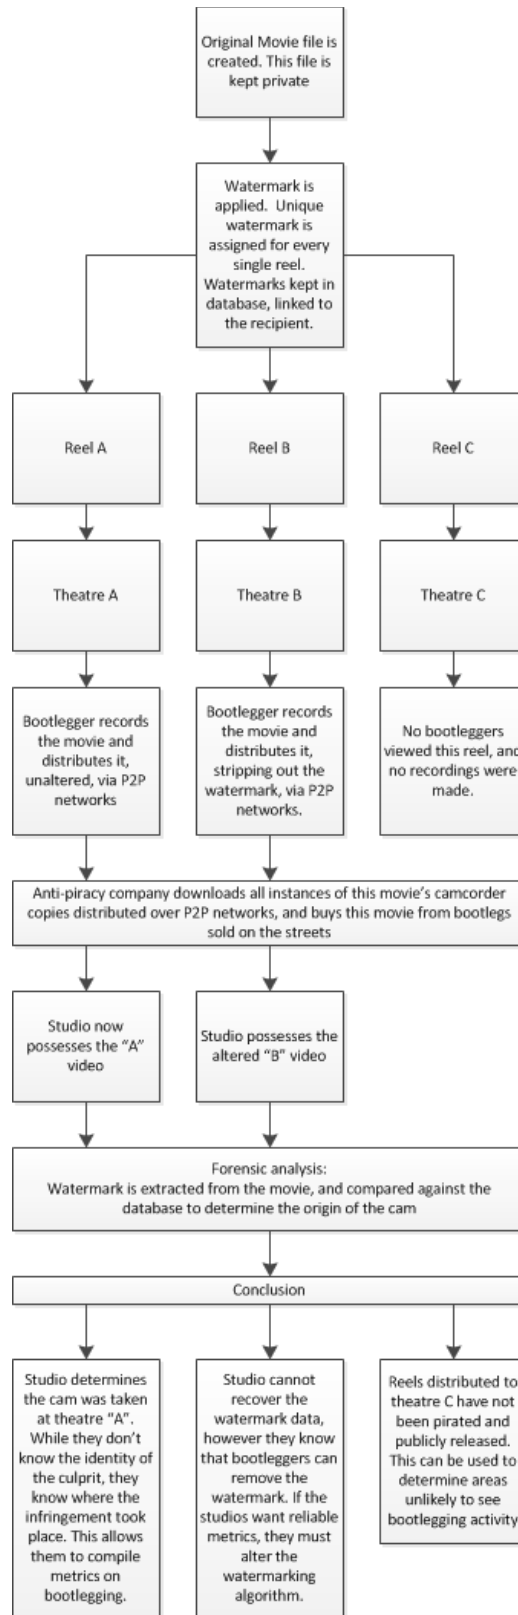 Original Movie file is
created. This file is
kept private
Watermark is
applied.  Unique
watermark is
assigned for every
single reel.
Watermarks kept in
database, linked to
the recipient.
Reel A
Reel B
Reel C
Theatre A
Theatre B
Theatre C
Bootlegger records
the movie and
distributes it,
unaltered, via P2P
networks
Bootlegger records
the movie and
distributes it,
stripping out the
watermark, via P2P
networks.
No bootleggers
viewed this reel, and
no recordings were
made.
Anti-piracy company downloads all instances of this movie's camcorder
copies distributed over P2P networks, and buys this movie from bootlegs
sold on the streets
Studio now
possesses the "A"
video
Studio possesses the
altered "B" video
Forensic analysis:
Watermark is extracted from the movie, and compared against the
database to determine the origin of the cam
Conclusion
Studio determines
the cam was taken
at theatre "A".
While they don't
know the identity of
the culprit, they
know where the
infringement took
place. This allows
them to compile
metrics on
bootlegging.
Studio cannot
recover the
watermark data,
however they know
that bootleggers can
remove the
watermark. If the
studios want reliable
metrics, they must
alter the
watermarking
algorithm.
Reels distributed to
theatre C have not
been pirated and
publicly released.
This can be used to
determine areas
unlikely to see
bootlegging activity